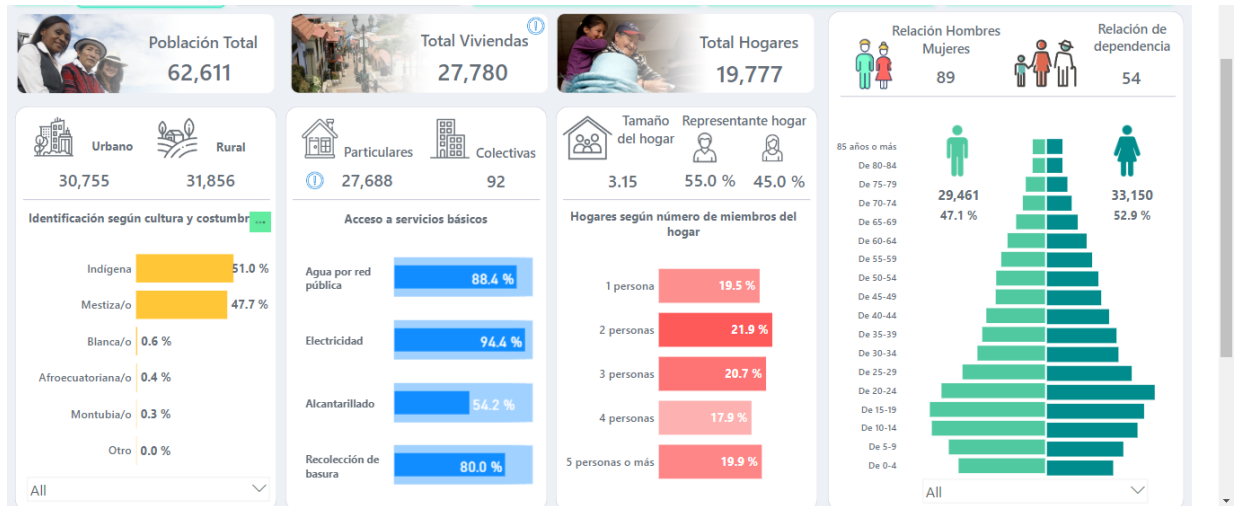 Población Total
62,611
Total Viviendas
27,780
Total Hogares
19,777
Relación Hombres
Mujeres
89
Relación de
dependencia
54
Urbano
30,755
Rural
31,856
Identificación según cultura y costumbr...
Indígena 51.0 %
Mestiza/o 47.7 %
Blanca/o 0.6 %
Afroecuatoriana/o 0.4 %
Montubia/o 0.3 %
Otro 0.0 %
All
Particulares
27,688
Colectivas
92
Acceso a servicios básicos
Agua por red
pública
88.4 %
Electricidad 94.4 %
Alcantarillado 54.2 %
Recolección de
basura
80.0 %
Tamaño
del hogar
3.15
Representante hogar
55.0 % 45.0 %
Hogares según número de miembros del
hogar
1 persona 19.5 %
2 personas 21.9 %
3 personas 20.7 %
4 personas 17.9 %
5 personas o más 19.9 %
29,461
47.1 %
33,150
52.9 %
85 años o más
De 80-84
De 75-79
De 70-74
De 65-69
De 60-64
De 55-59
De 50-54
De 45-49
De 40-44
De 35-39
De 30-34
De 25-29
De 20-24
De 15-19
De 10-14
De 5-9
De 0-4
All